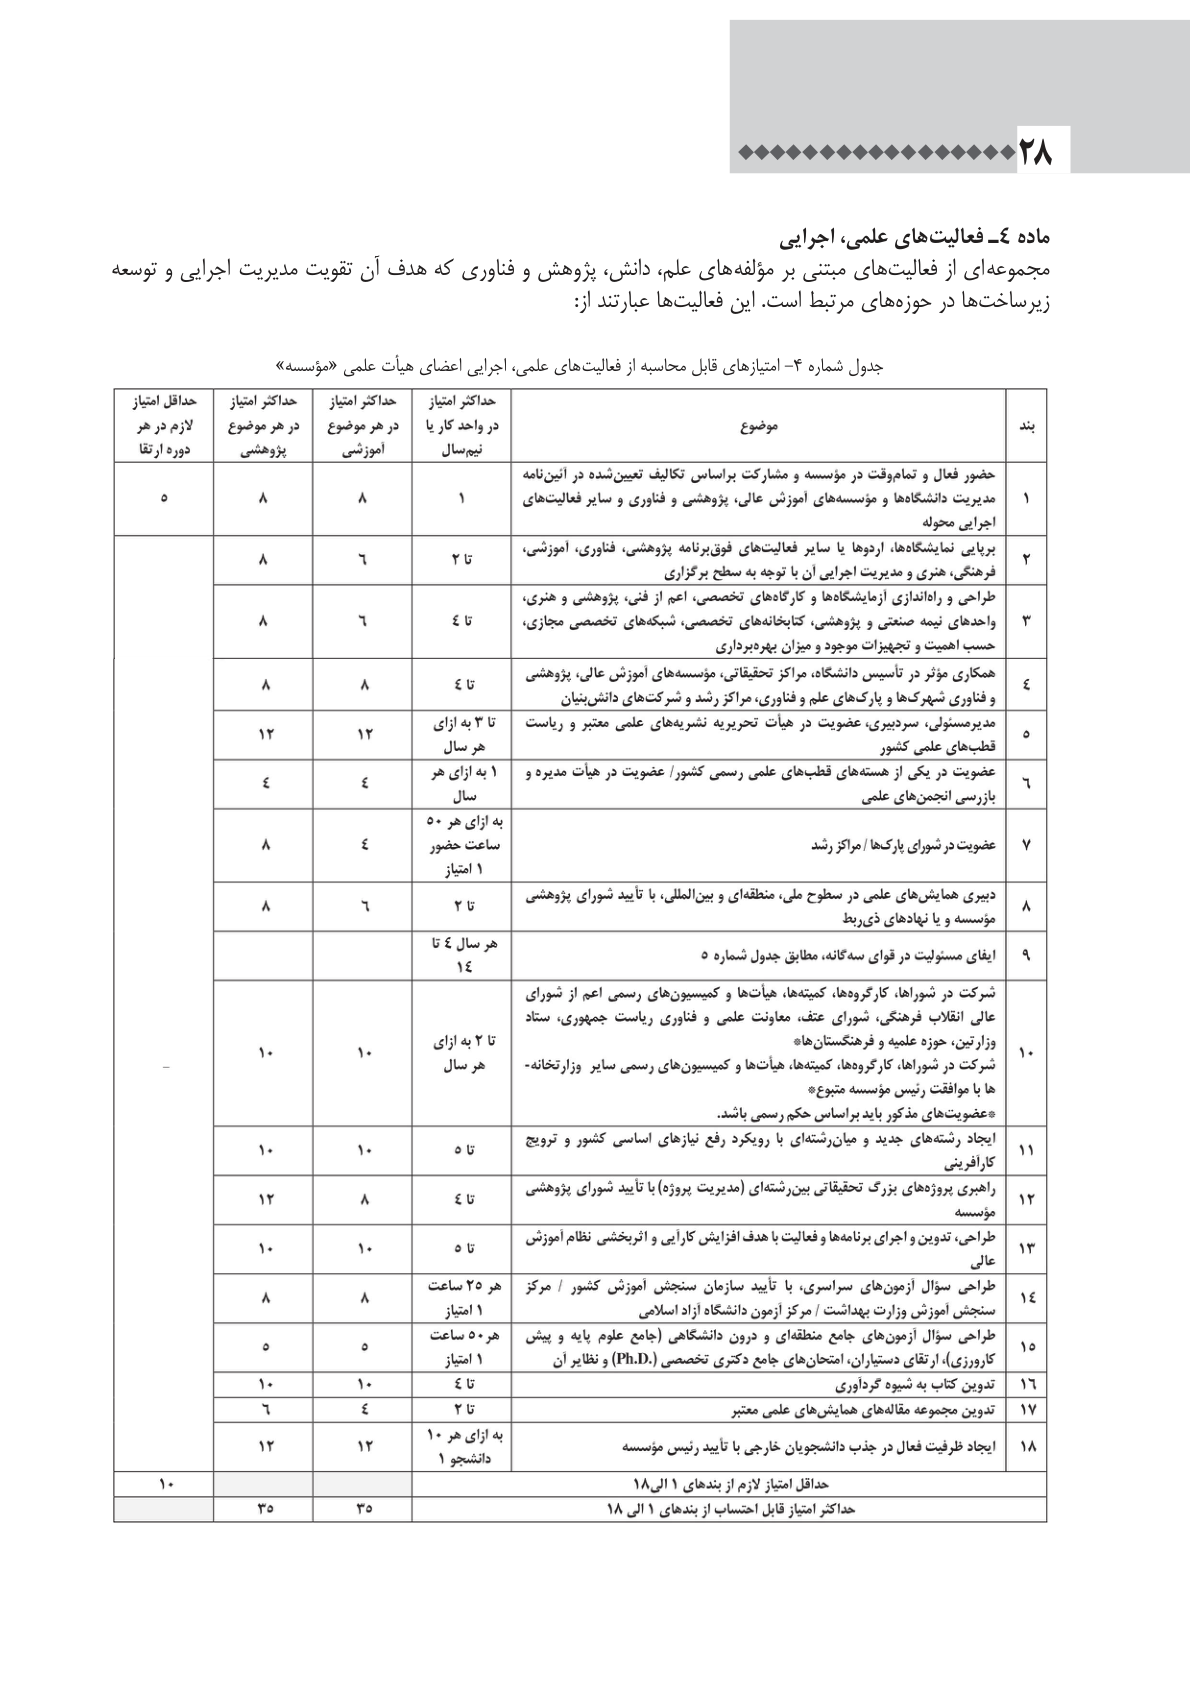 ۲۸
ماده ٤ـ فعالیت‌های علمی، اجرایی
مجموعه‌ای از فعالیت‌های مبتنی بر مؤلفه‌های علم، دانش، پژوهش و فناوری که هدف آن تقویت مدیریت اجرایی و توسعه
زیرساخت‌ها در حوزه‌های مرتبط است. این فعالیت‌ها عبارتند از:
جدول شماره ۴- امتیازهای قابل محاسبه از فعالیت‌های علمی، اجرایی اعضای هیأت علمی «مؤسسه»
بند
موضوع
حداکثر امتیاز
در واحد کار یا
نیم‌سال
حداکثر امتیاز
در هر موضوع
آموزشی
حداکثر امتیاز
در هر موضوع
پژوهشی
حداقل امتیاز
لازم در هر
دوره ارتقا
۱
حضور فعال و تمام‌وقت در مؤسسه و مشارکت براساس تکالیف تعیین‌شده در آئین‌نامه
مدیریت دانشگاه‌ها و مؤسسه‌های آموزش عالی، پژوهشی و فناوری و سایر فعالیت‌های
اجرایی محوله
۱
۸
۸
۵
۲
برپایی نمایشگاه‌ها، اردوها یا سایر فعالیت‌های فوق‌برنامه پژوهشی، فناوری، آموزشی،
فرهنگی، هنری و مدیریت اجرایی آن با توجه به سطح برگزاری
تا ۲
٦
۸
۳
طراحی و راه‌اندازی آزمایشگاه‌ها و کارگاه‌های تخصصی، اعم از فنی، پژوهشی و هنری،
واحدهای نیمه صنعتی و پژوهشی، کتابخانه‌های تخصصی، شبکه‌های تخصصی مجازی،
حسب اهمیت و تجهیزات موجود و میزان بهره‌برداری
تا ٤
٦
۸
٤
همکاری مؤثر در تأسیس دانشگاه، مراکز تحقیقاتی، مؤسسه‌های آموزش عالی، پژوهشی
و فناوری شهرک‌ها و پارک‌های علم و فناوری، مراکز رشد و شرکت‌های دانش‌بنیان
تا ٤
۸
۸
۵
مدیرمسئولی، سردبیری، عضویت در هیأت تحریریه نشریه‌های علمی معتبر و ریاست
قطب‌های علمی کشور
تا ۳ به ازای
هر سال
۱۲
۱۲
٦
عضویت در یکی از هسته‌های قطب‌های علمی رسمی کشور/ عضویت در هیأت مدیره و
بازرسی انجمن‌های علمی
۱ به ازای هر
سال
٤
٤
۷
عضویت در شورای پارک‌ها / مراکز رشد
به ازای هر ۵۰
ساعت حضور
۱ امتیاز
٤
۸
۸
دبیری همایش‌های علمی در سطوح ملی، منطقه‌ای و بین‌المللی، با تأیید شورای پژوهشی
مؤسسه و یا نهادهای ذی‌ربط
تا ۲
٦
۸
۹
ایفای مسئولیت در قوای سه‌گانه، مطابق جدول شماره ۵
هر سال ٤ تا
۱٤
۱۰
شرکت در شوراها، کارگروه‌ها، کمیته‌ها، هیأت‌ها و کمیسیون‌های رسمی اعم از شورای
عالی انقلاب فرهنگی، شورای عتف، معاونت علمی و فناوری ریاست جمهوری، ستاد
وزارتین، حوزه علمیه و فرهنگستان‌ها*
شرکت در شوراها، کارگروه‌ها، کمیته‌ها، هیأت‌ها و کمیسیون‌های رسمی سایر وزارتخانه-
ها با موافقت رئیس مؤسسه متبوع*
*عضویت‌های مذکور باید براساس حکم رسمی باشد.
تا ۲ به ازای
هر سال
۱۰
۱۰
–
۱۱
ایجاد رشته‌های جدید و میان‌رشته‌ای با رویکرد رفع نیازهای اساسی کشور و ترویج
کارآفرینی
تا ۵
۱۰
۱۰
۱۲
راهبری پروژه‌های بزرگ تحقیقاتی بین‌رشته‌ای (مدیریت پروژه) با تأیید شورای پژوهشی
مؤسسه
تا ٤
۸
۱۲
۱۳
طراحی، تدوین و اجرای برنامه‌ها و فعالیت با هدف افزایش کارآیی و اثربخشی نظام آموزش
عالی
تا ۵
۱۰
۱۰
۱٤
طراحی سؤال آزمون‌های سراسری، با تأیید سازمان سنجش آموزش کشور / مرکز
سنجش آموزش وزارت بهداشت / مرکز آزمون دانشگاه آزاد اسلامی
هر ۲۵ ساعت
۱ امتیاز
۸
۸
۱۵
طراحی سؤال آزمون‌های جامع منطقه‌ای و درون دانشگاهی (جامع علوم پایه و پیش
کارورزی)، ارتقای دستیاران، امتحان‌های جامع دکتری تخصصی (Ph.D.) و نظایر آن
هر۵۰ ساعت
۱ امتیاز
۵
۵
۱٦
تدوین کتاب به شیوه گردآوری
تا ٤
۱۰
۱۰
۱۷
تدوین مجموعه مقاله‌های همایش‌های علمی معتبر
تا ۲
٤
٦
۱۸
ایجاد ظرفیت فعال در جذب دانشجویان خارجی با تأیید رئیس مؤسسه
به ازای هر ۱۰
دانشجو ۱
۱۲
۱۲
حداقل امتیاز لازم از بندهای ۱ الی۱۸
۱۰
حداکثر امتیاز قابل احتساب از بندهای ۱ الی ۱۸
۳۵
۳۵